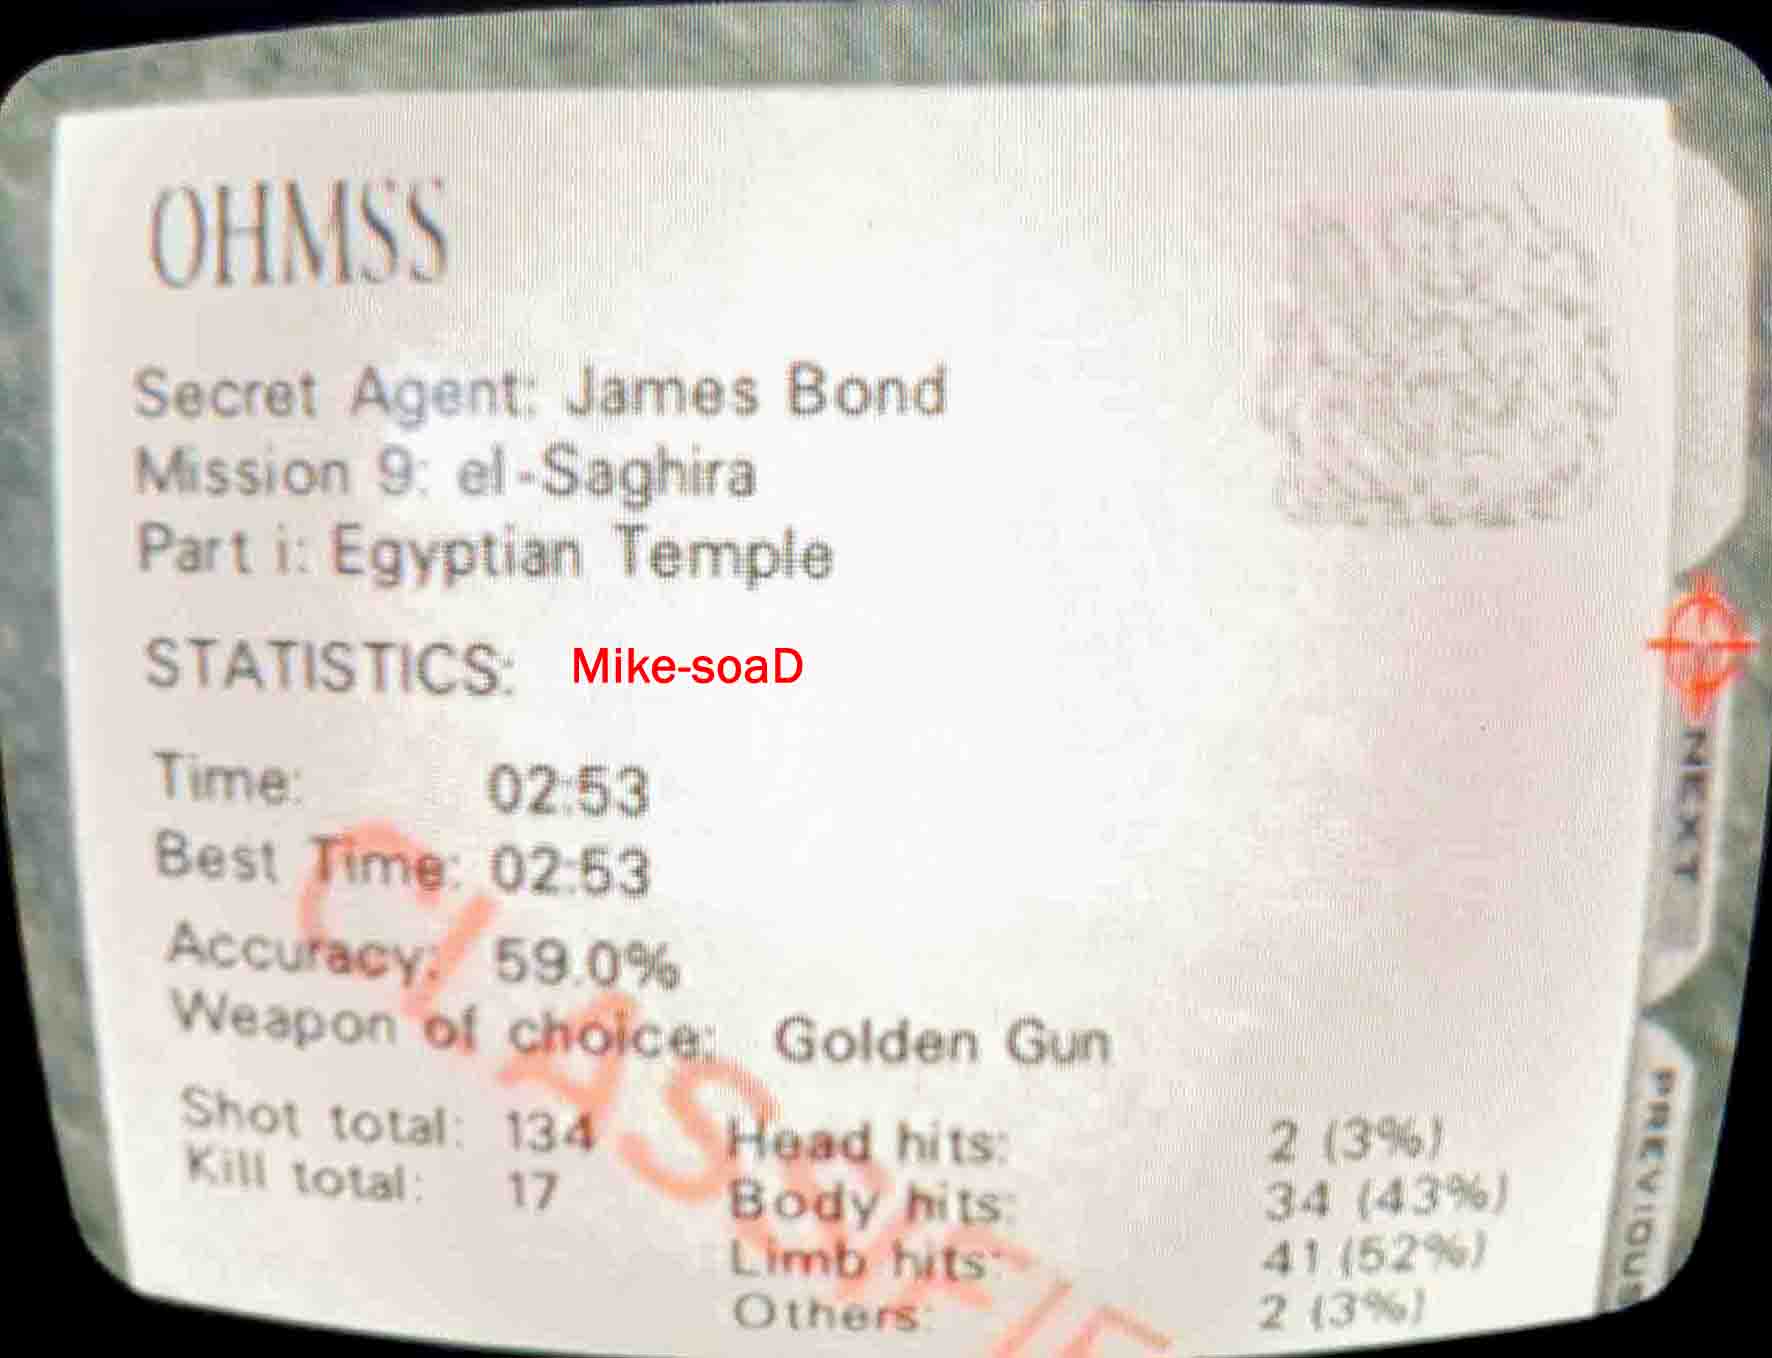 OHMSS
Secret Agent: James Bond
Mission 9: el-Saghira
Part i: Egyptian Temple
STATISTICS: Mike-soaD
Time: 02:53
Best Time: 02:53
Accuracy: 59.0%
Weapon of choice: Golden Gun
Shot total: 134
Kill total: 17
Head hits: 2 (3%)
Body hits: 34 (43%)
Limb hits: 41 (52%)
Others: 2 (3%)
CLASSIFIE
NEXT
PREVIOUS